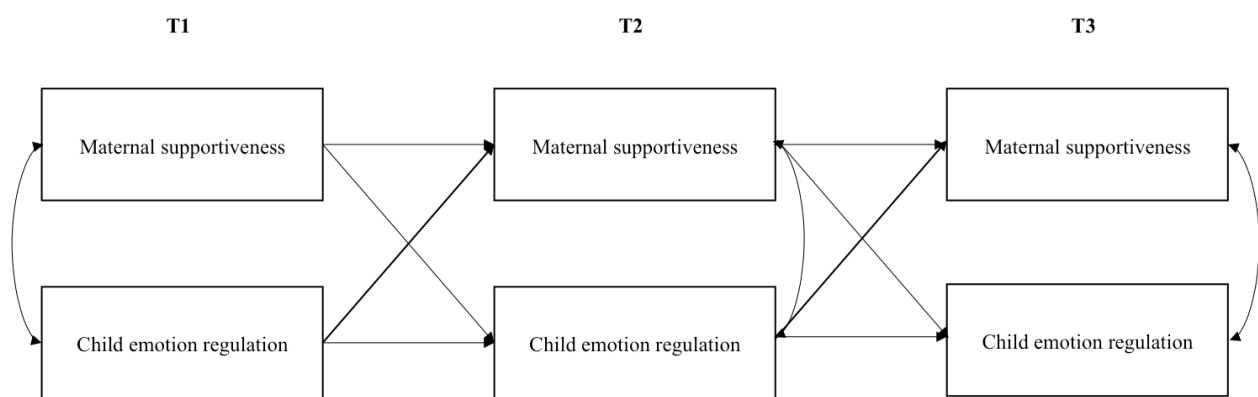 T1
T2
T3
Maternal supportiveness
Maternal supportiveness
Maternal supportiveness
Child emotion regulation
Child emotion regulation
Child emotion regulation